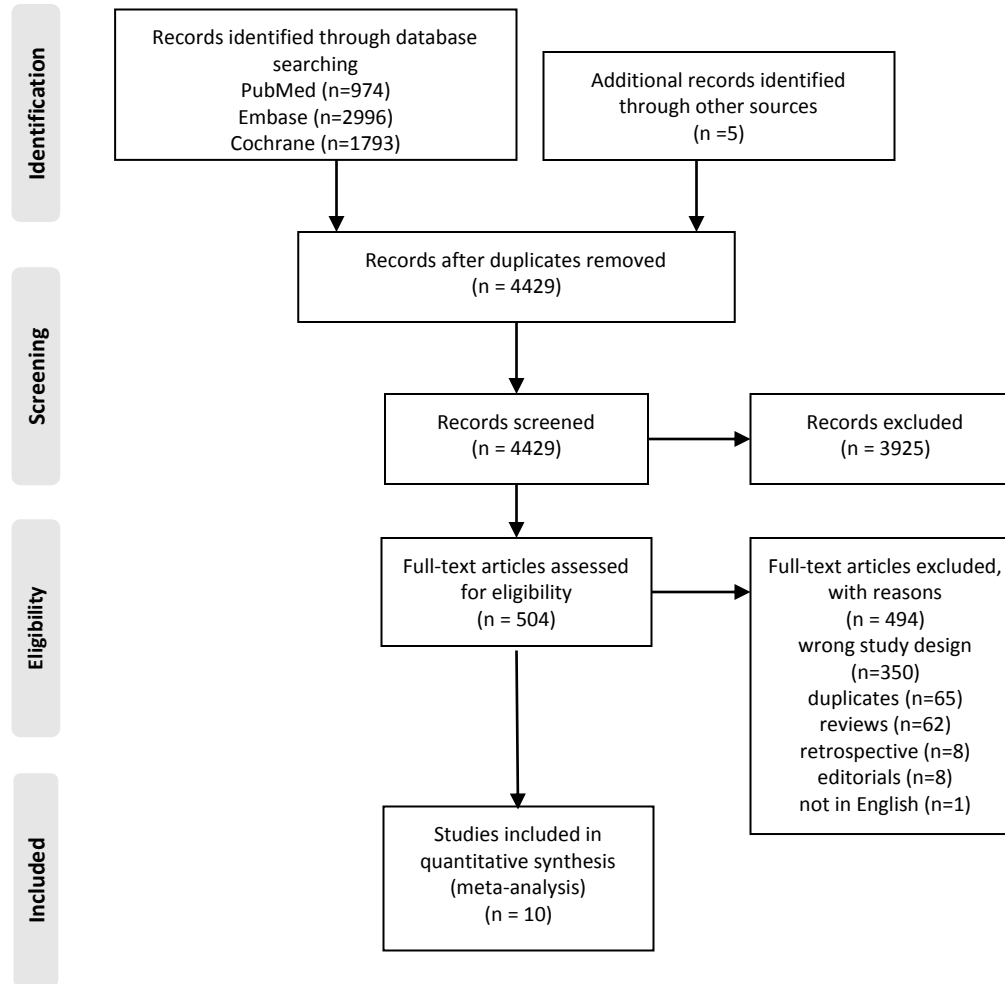 Identification
Records identified through database
searching
PubMed (n=974)
Embase (n=2996)
Cochrane (n=1793)
Additional records identified
through other sources
(n =5)
Records after duplicates removed
(n = 4429)
Screening
Records screened
(n = 4429)
Records excluded
(n = 3925)
Eligibility
Full-text articles assessed
for eligibility
(n = 504)
Full-text articles excluded,
with reasons
(n = 494)
wrong study design
(n=350)
duplicates (n=65)
reviews (n=62)
retrospective (n=8)
editorials (n=8)
not in English (n=1)
Included
Studies included in
quantitative synthesis
(meta-analysis)
(n = 10)